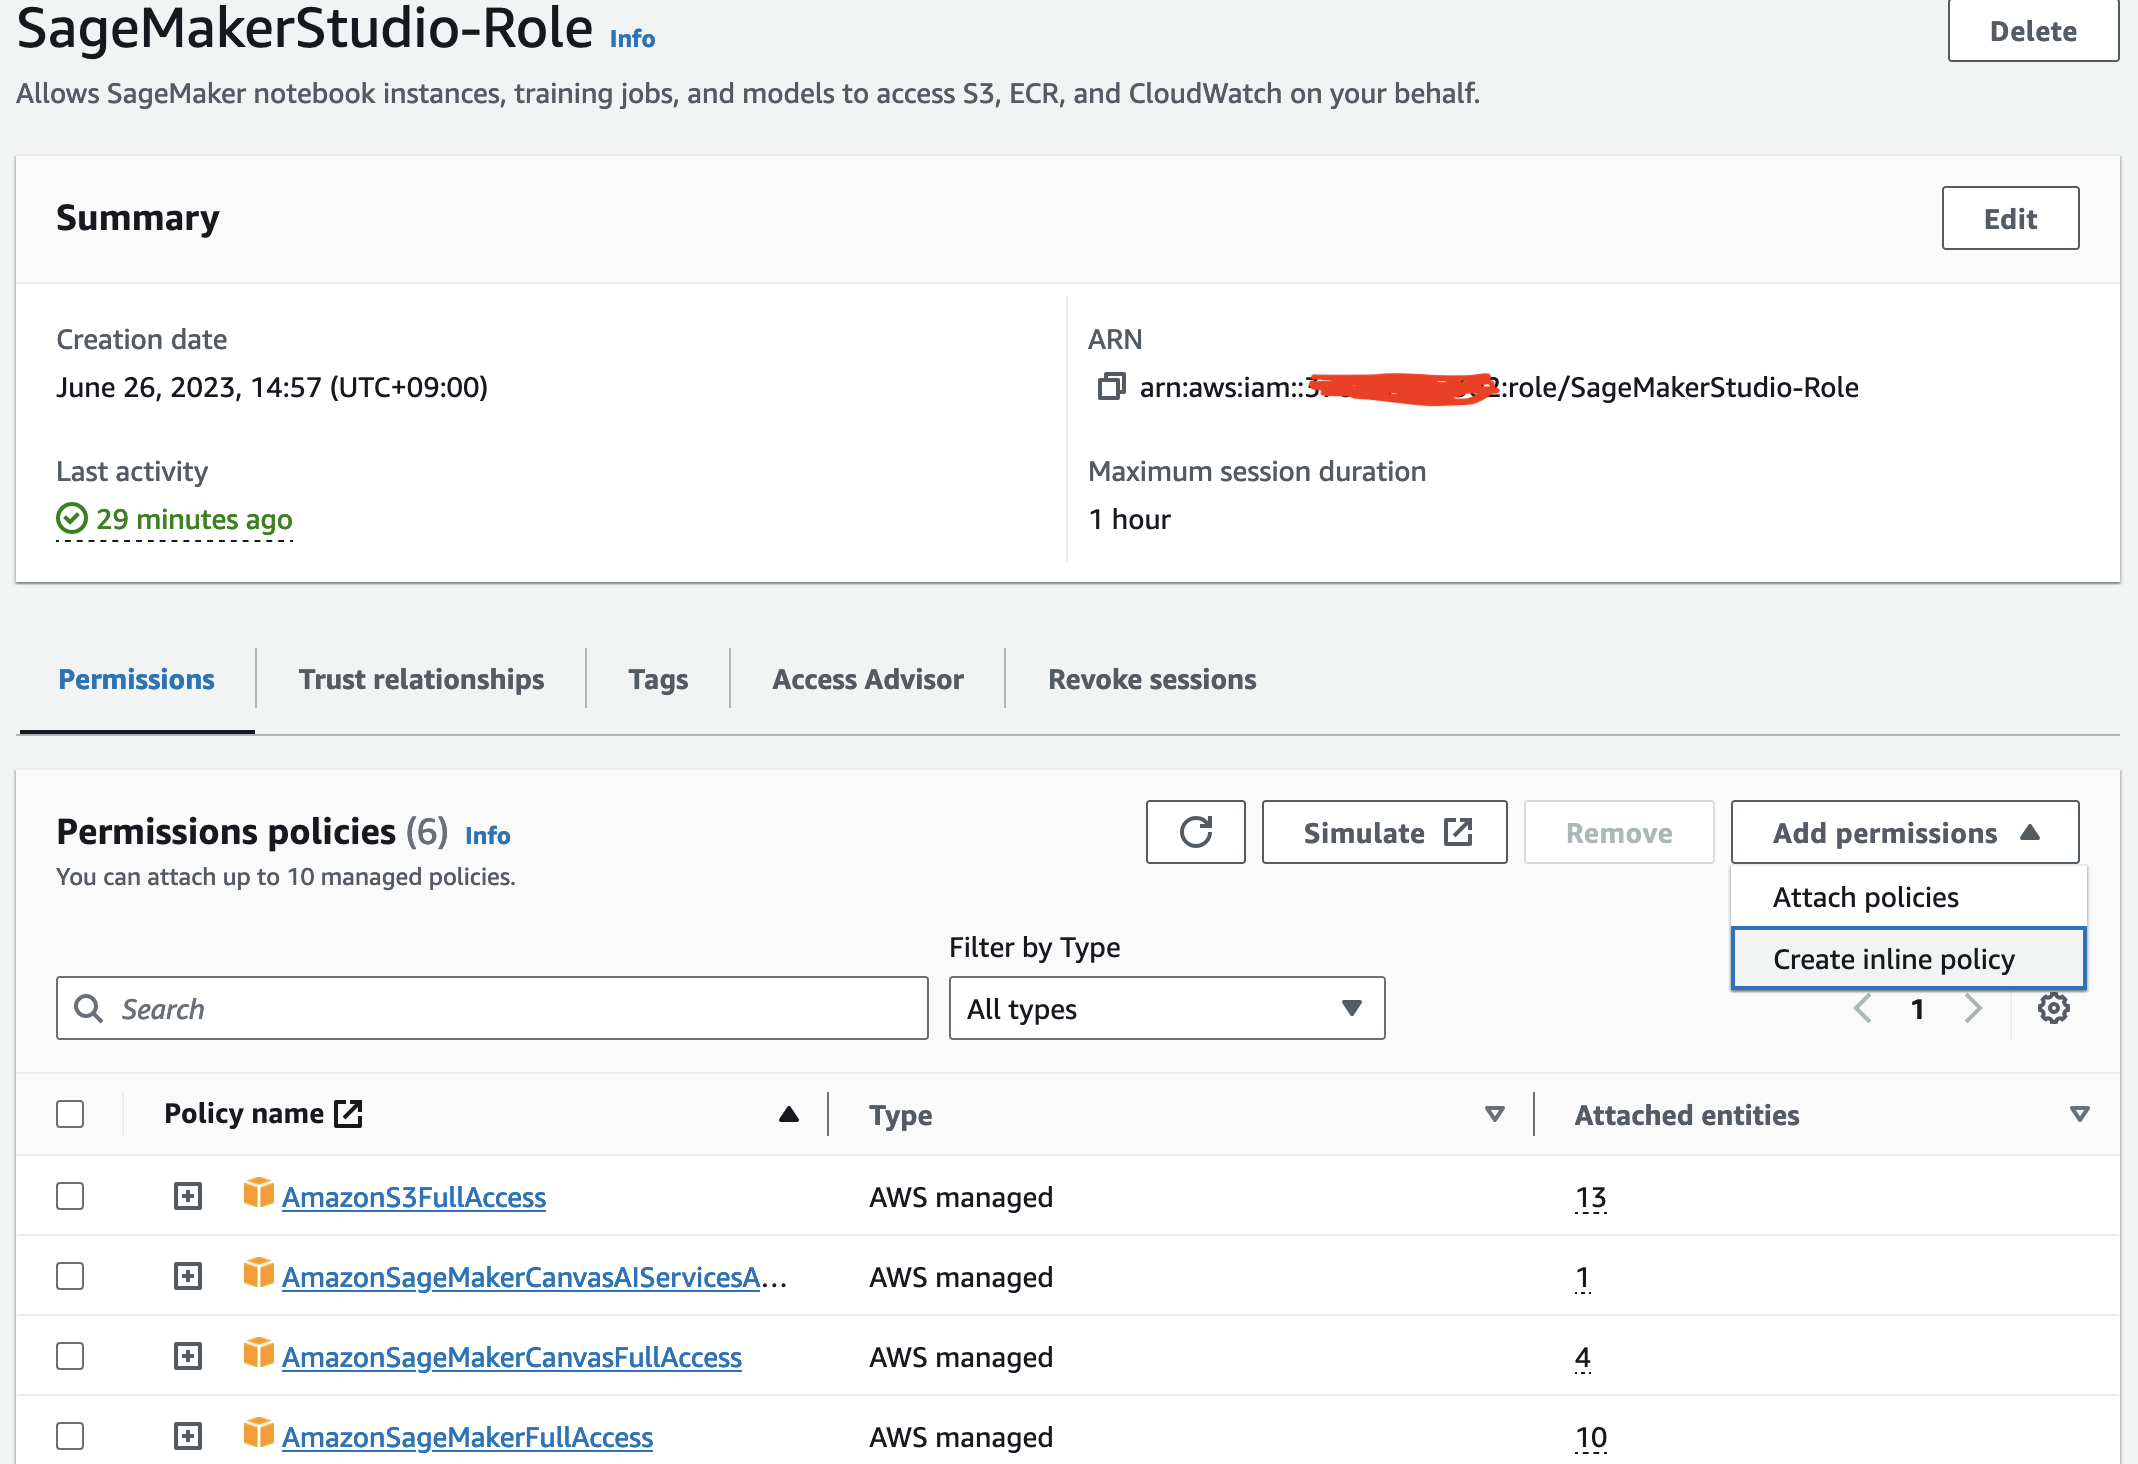 SageMakerStudio-Role Info
Delete
Allows SageMaker notebook instances, training jobs, and models to access S3, ECR, and CloudWatch on your behalf.
Summary
Edit
Creation date
June 26, 2023, 14:57 (UTC+09:00)
ARN
arn:aws:iam:: :role/SageMakerStudio-Role
Last activity
29 minutes ago
Maximum session duration
1 hour
Permissions
Trust relationships
Tags
Access Advisor
Revoke sessions
Permissions policies (6) Info
You can attach up to 10 managed policies.
Simulate
Remove
Add permissions
Attach policies
Create inline policy
Filter by Type
Search
All types
1
Policy name
Type
Attached entities
AmazonS3FullAccess
AWS managed
13
AmazonSageMakerCanvasAIServicesA...
AWS managed
1
AmazonSageMakerCanvasFullAccess
AWS managed
4
AmazonSageMakerFullAccess
AWS managed
10